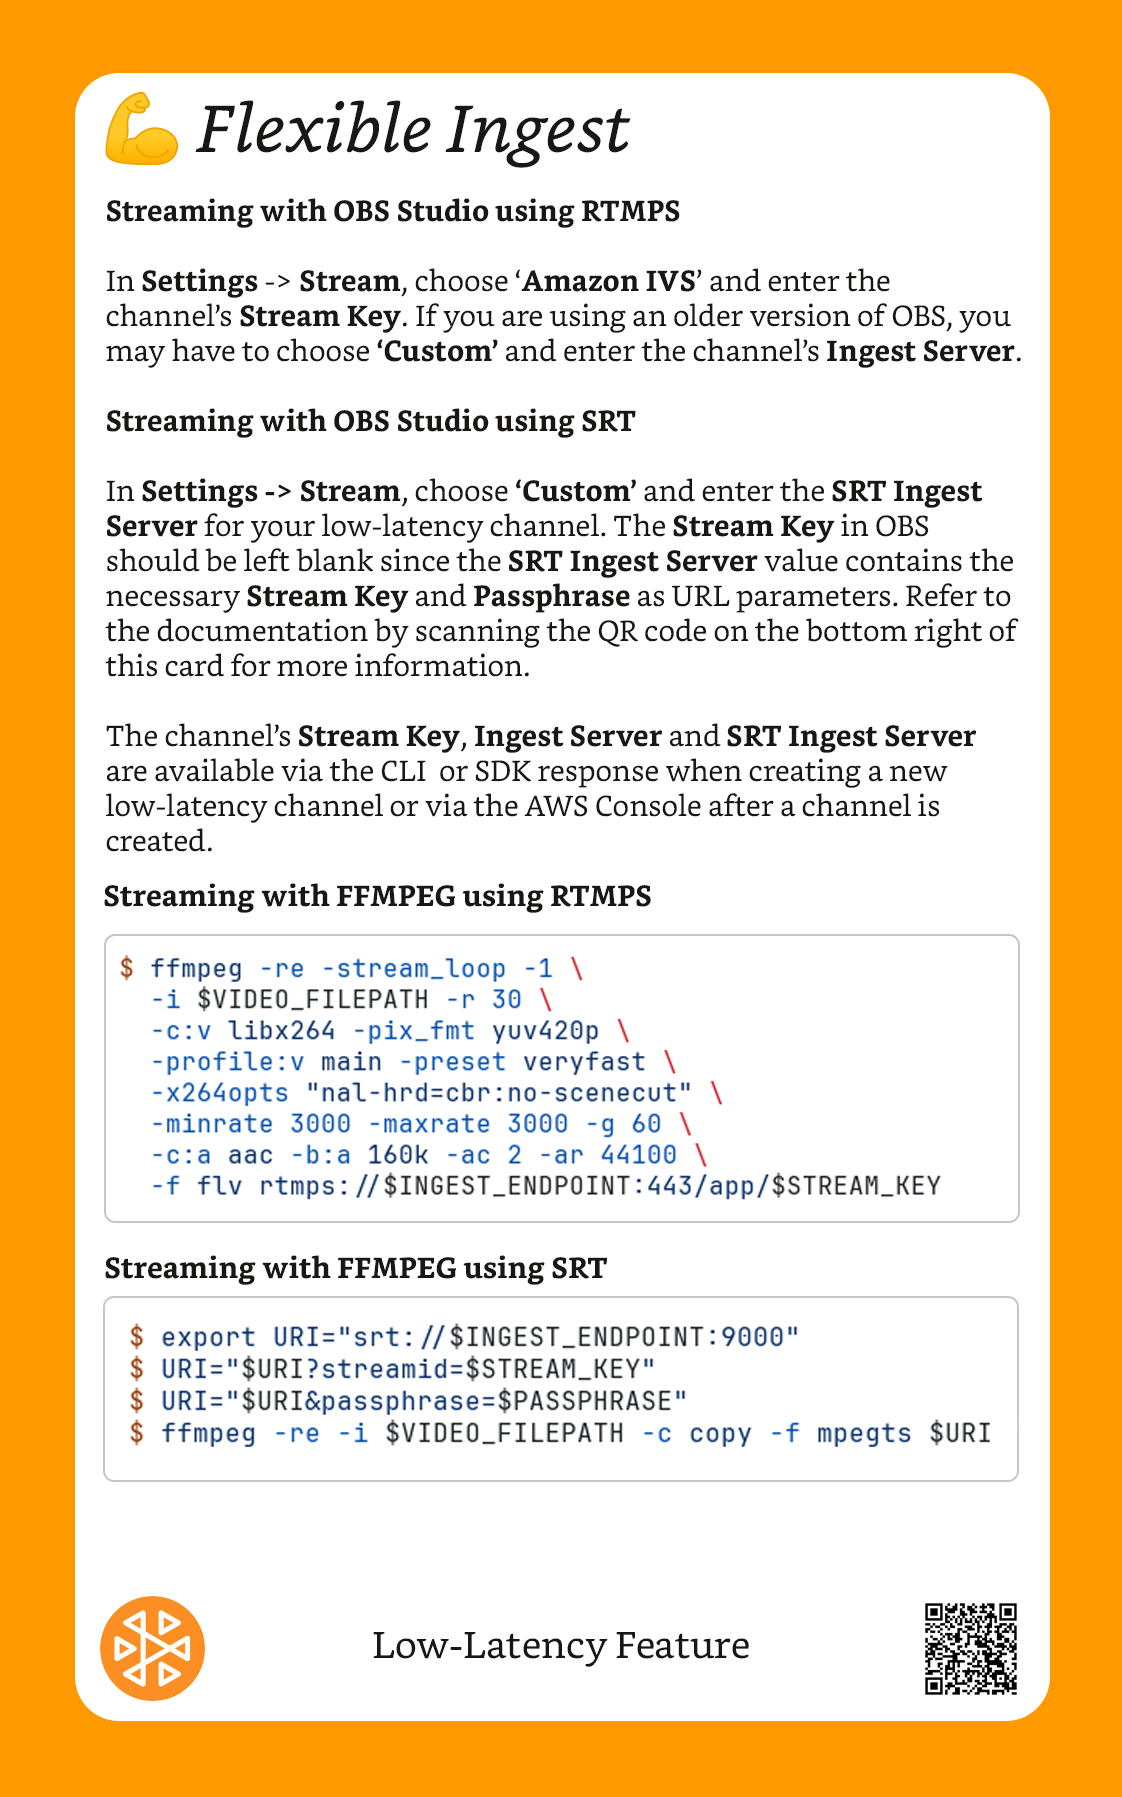 💪 Flexible Ingest
Streaming with OBS Studio using RTMPS
In Settings -> Stream, choose ‘Amazon IVS’ and enter the
channel’s Stream Key. If you are using an older version of OBS, you
may have to choose ‘Custom’ and enter the channel’s Ingest Server.
Streaming with OBS Studio using SRT
In Settings -> Stream, choose ‘Custom’ and enter the SRT Ingest
Server for your low-latency channel. The Stream Key in OBS
should be left blank since the SRT Ingest Server value contains the
necessary Stream Key and Passphrase as URL parameters. Refer to
the documentation by scanning the QR code on the bottom right of
this card for more information.
The channel’s Stream Key, Ingest Server and SRT Ingest Server
are available via the CLI or SDK response when creating a new
low-latency channel or via the AWS Console after a channel is
created.
Streaming with FFMPEG using RTMPS
$ ffmpeg -re -stream_loop -1 \
-i $VIDEO_FILEPATH -r 30 \
-c:v libx264 -pix_fmt yuv420p \
-profile:v main -preset veryfast \
-x264opts "nal-hrd=cbr:no-scenecut" \
-minrate 3000 -maxrate 3000 -g 60 \
-c:a aac -b:a 160k -ac 2 -ar 44100 \
-f flv rtmps://$INGEST_ENDPOINT:443/app/$STREAM_KEY
Streaming with FFMPEG using SRT
$ export URI="srt://$INGEST_ENDPOINT:9000"
$ URI="$URI?streamid=$STREAM_KEY"
$ URI="$URI&passphrase=$PASSPHRASE"
$ ffmpeg -re -i $VIDEO_FILEPATH -c copy -f mpegts $URI
Low-Latency Feature